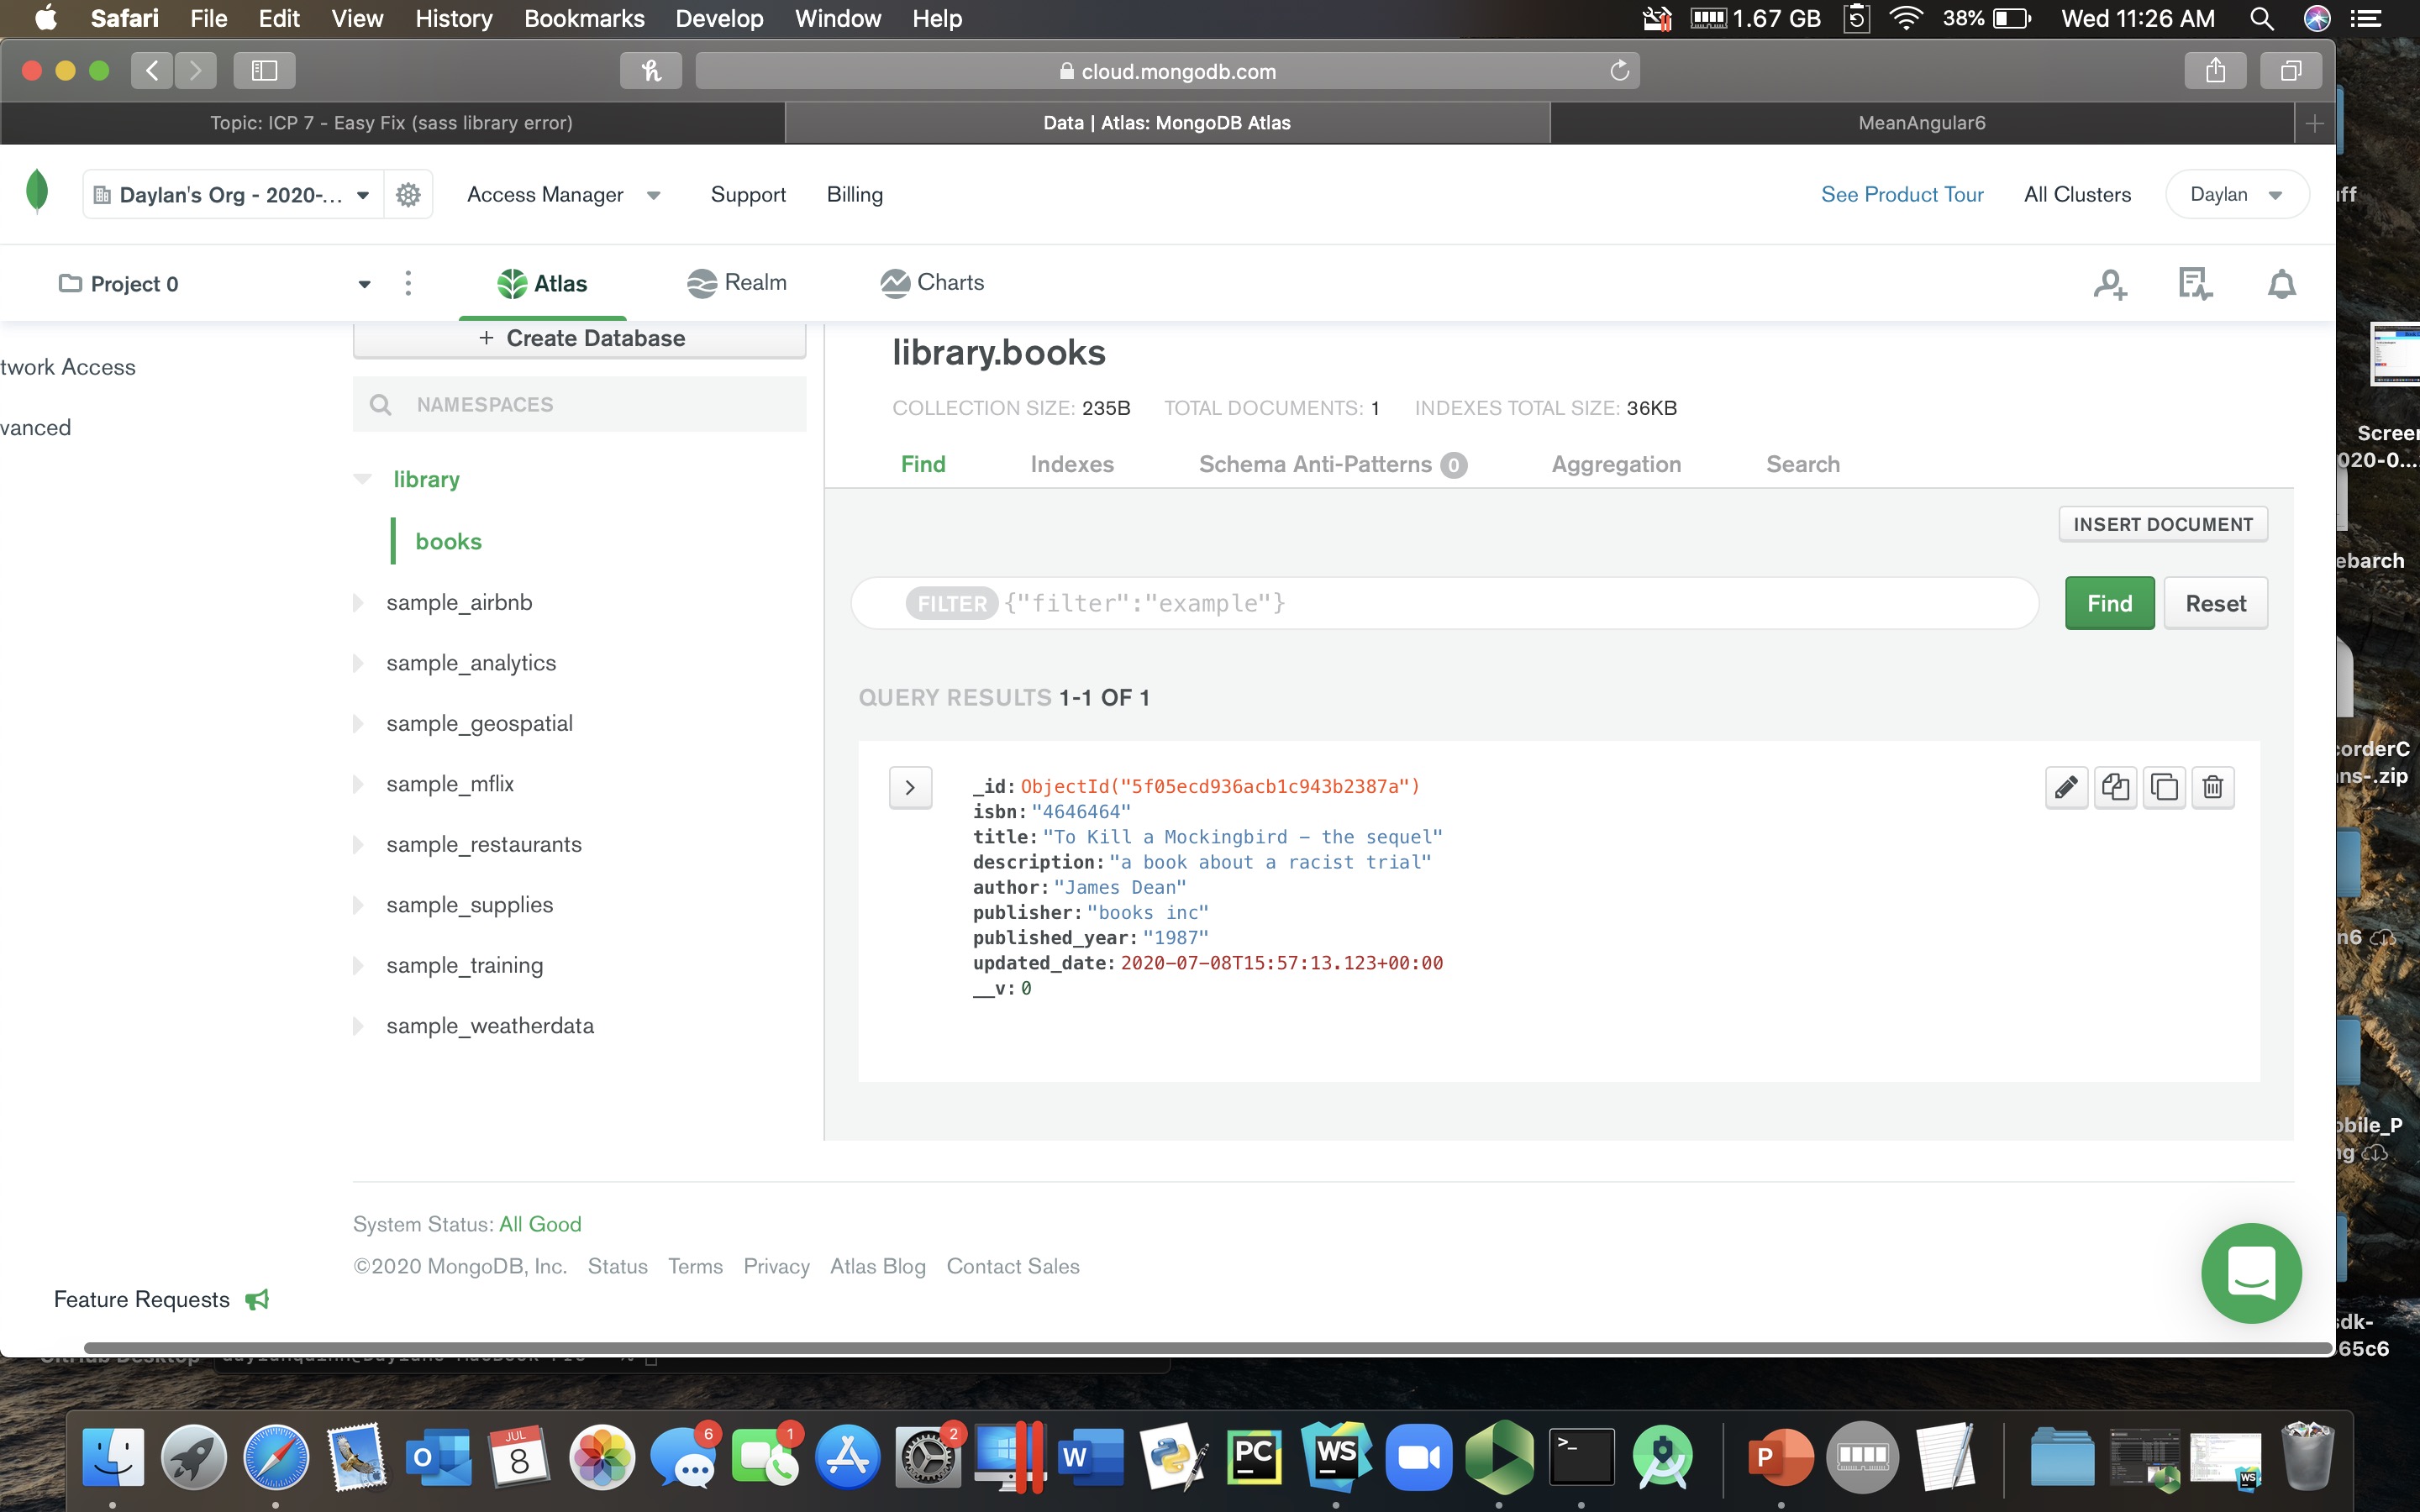 Safari File Edit View History Bookmarks Develop Window Help 1.67 GB 38% Wed 11:26 AM
cloud.mongodb.com
Topic: ICP 7 - Easy Fix (sass library error) Data | Atlas: MongoDB Atlas MeanAngular6
Daylan's Org - 2020-... Access Manager Support Billing See Product Tour All Clusters Daylan
Project 0 Atlas Realm Charts
+ Create Database
twork Access
vanced
NAMESPACES
library
books
sample_airbnb
sample_analytics
sample_geospatial
sample_mflix
sample_restaurants
sample_supplies
sample_training
sample_weatherdata
library.books
COLLECTION SIZE: 235B TOTAL DOCUMENTS: 1 INDEXES TOTAL SIZE: 36KB
Find Indexes Schema Anti-Patterns 0 Aggregation Search
INSERT DOCUMENT
FILTER {"filter":"example"} Find Reset
QUERY RESULTS 1-1 OF 1
_id: ObjectId("5f05ecd936acb1c943b2387a")
isbn: "4646464"
title: "To Kill a Mockingbird - the sequel"
description: "a book about a racist trial"
author: "James Dean"
publisher: "books inc"
published_year: "1987"
updated_date: 2020-07-08T15:57:13.123+00:00
__v: 0
System Status: All Good
©2020 MongoDB, Inc. Status Terms Privacy Atlas Blog Contact Sales
Feature Requests
ff
Screen
020-0...
ebarch
corderC
ns-.zip
n6
obile_P
ng
sdk-
65c6
6 1 2
JUL
8
O W PC WS >_ P WS